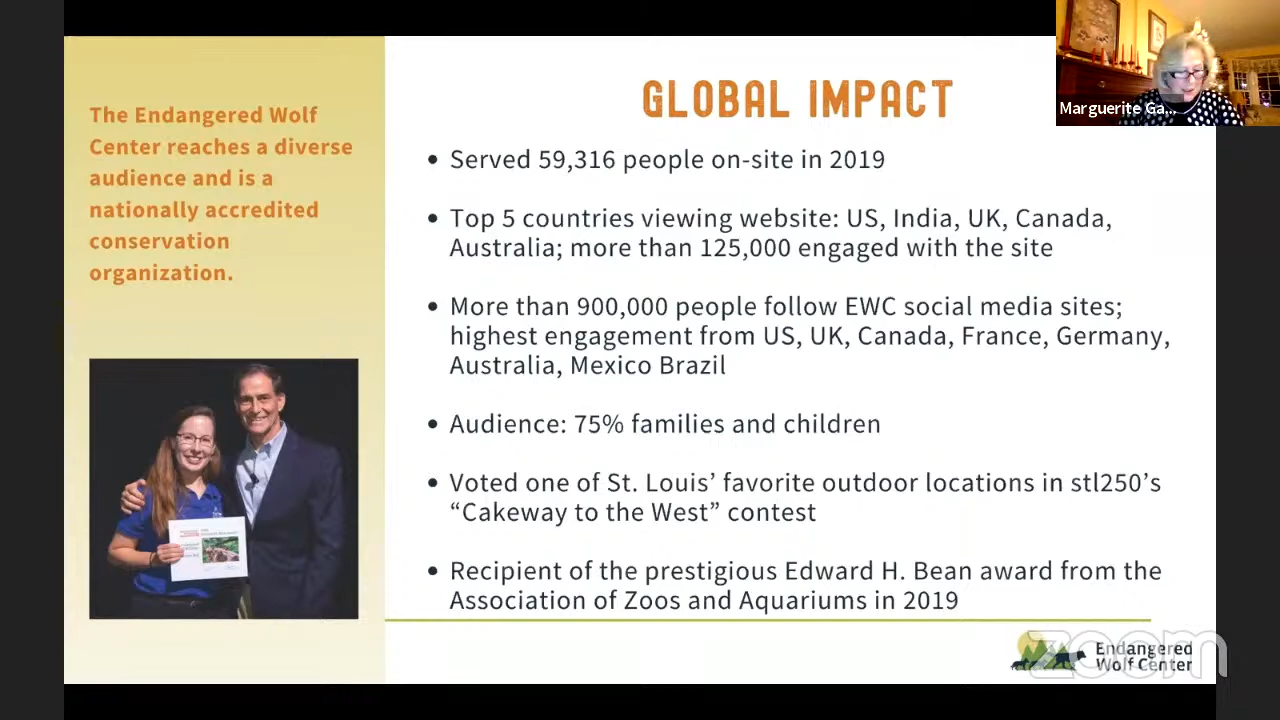 The Endangered Wolf
Center reaches a diverse
audience and is a
nationally accredited
conservation
organization.
GLOBAL IMPACT
Marguerite Ga...
• Served 59,316 people on-site in 2019
• Top 5 countries viewing website: US, India, UK, Canada,
Australia; more than 125,000 engaged with the site
• More than 900,000 people follow EWC social media sites;
highest engagement from US, UK, Canada, France, Germany,
Australia, Mexico Brazil
• Audience: 75% families and children
• Voted one of St. Louis’ favorite outdoor locations in stl250’s
“Cakeway to the West” contest
• Recipient of the prestigious Edward H. Bean award from the
Association of Zoos and Aquariums in 2019
Endangered
Wolf Center
zoom